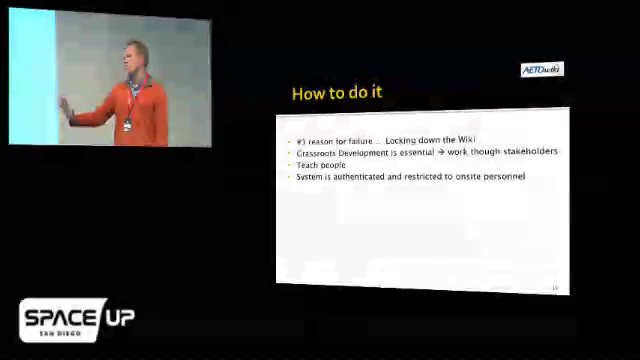 AETDwiki
How to do it
#1 reason for failure... Locking down the Wiki
Grassroots Development is essential → work though stakeholders
Teach people
System is authenticated and restricted to onsite personnel
SPACE UP
SAN DIEGO